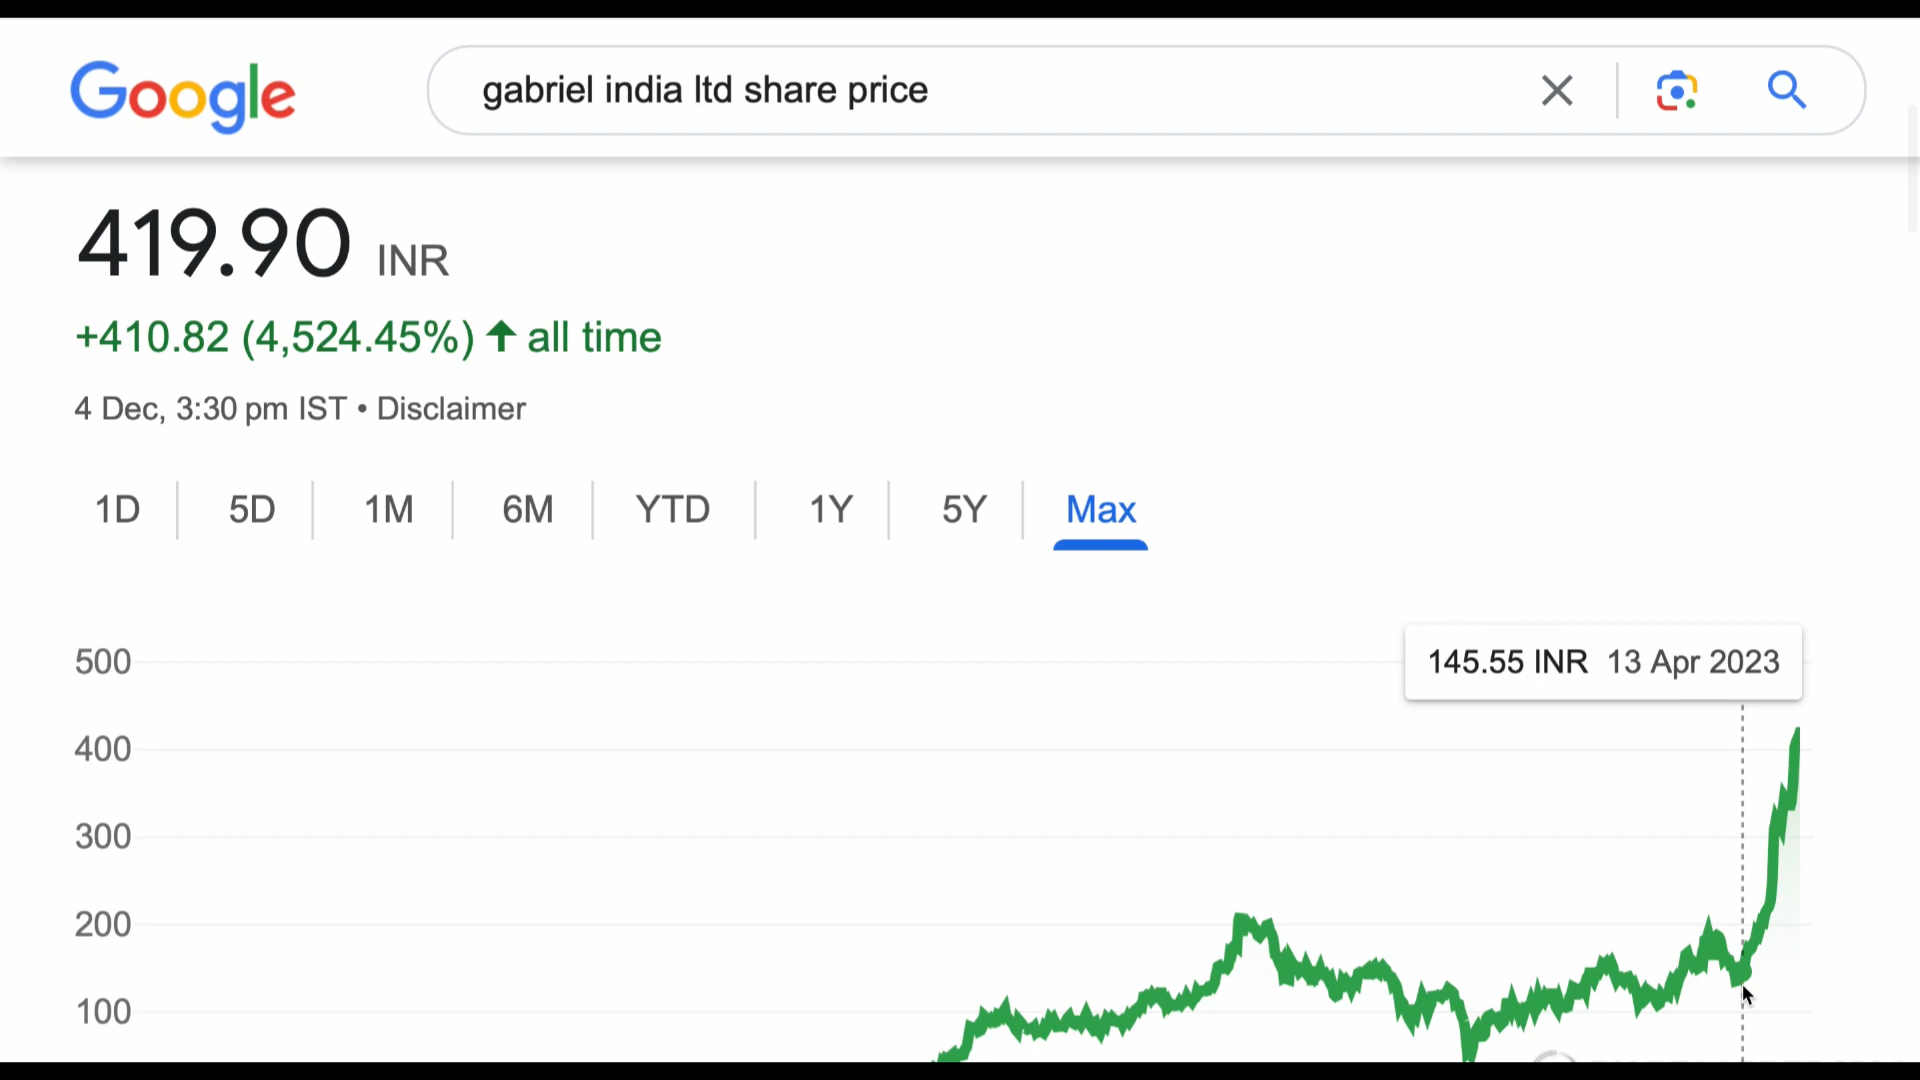 Google
gabriel india ltd share price
419.90 INR
+410.82 (4,524.45%) ↑ all time
4 Dec, 3:30 pm IST • Disclaimer
1D 5D 1M 6M YTD 1Y 5Y Max
145.55 INR 13 Apr 2023
500
400
300
200
100